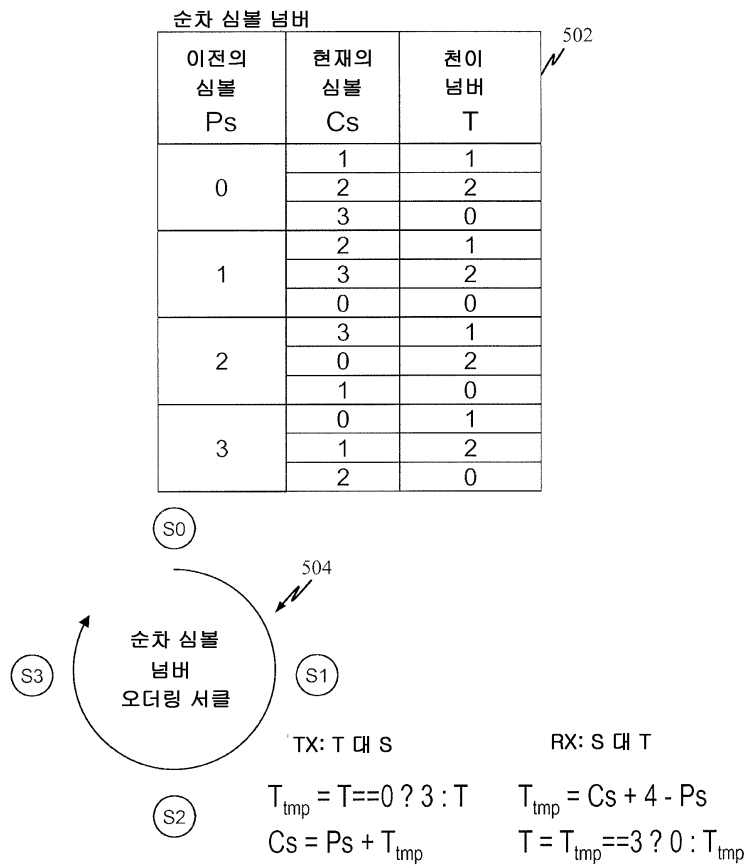 순차 심볼 넘버
502
이전의 심볼 Ps | 현재의 심볼 Cs | 천이 넘버 T
0 | 1 | 1
2 | 2
3 | 0
1 | 2 | 1
3 | 2
0 | 0
2 | 3 | 1
0 | 2
1 | 0
3 | 0 | 1
1 | 2
2 | 0
S0
504
순차 심볼
넘버
오더링 서클
S3
S1
S2
TX: T 대 S
T_tmp = T==0 ? 3 : T
Cs = Ps + T_tmp
RX: S 대 T
T_tmp = Cs + 4 - Ps
T = T_tmp==3 ? 0 : T_tmp